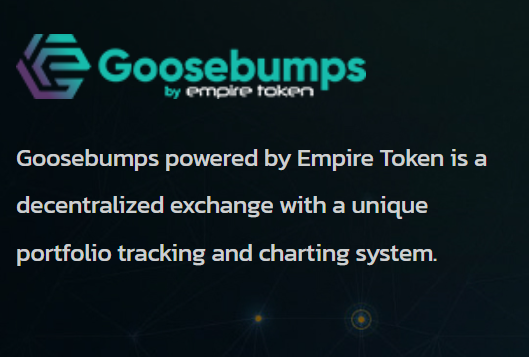 Goosebumps
by empire token
Goosebumps powered by Empire Token is a
decentralized exchange with a unique
portfolio tracking and charting system.